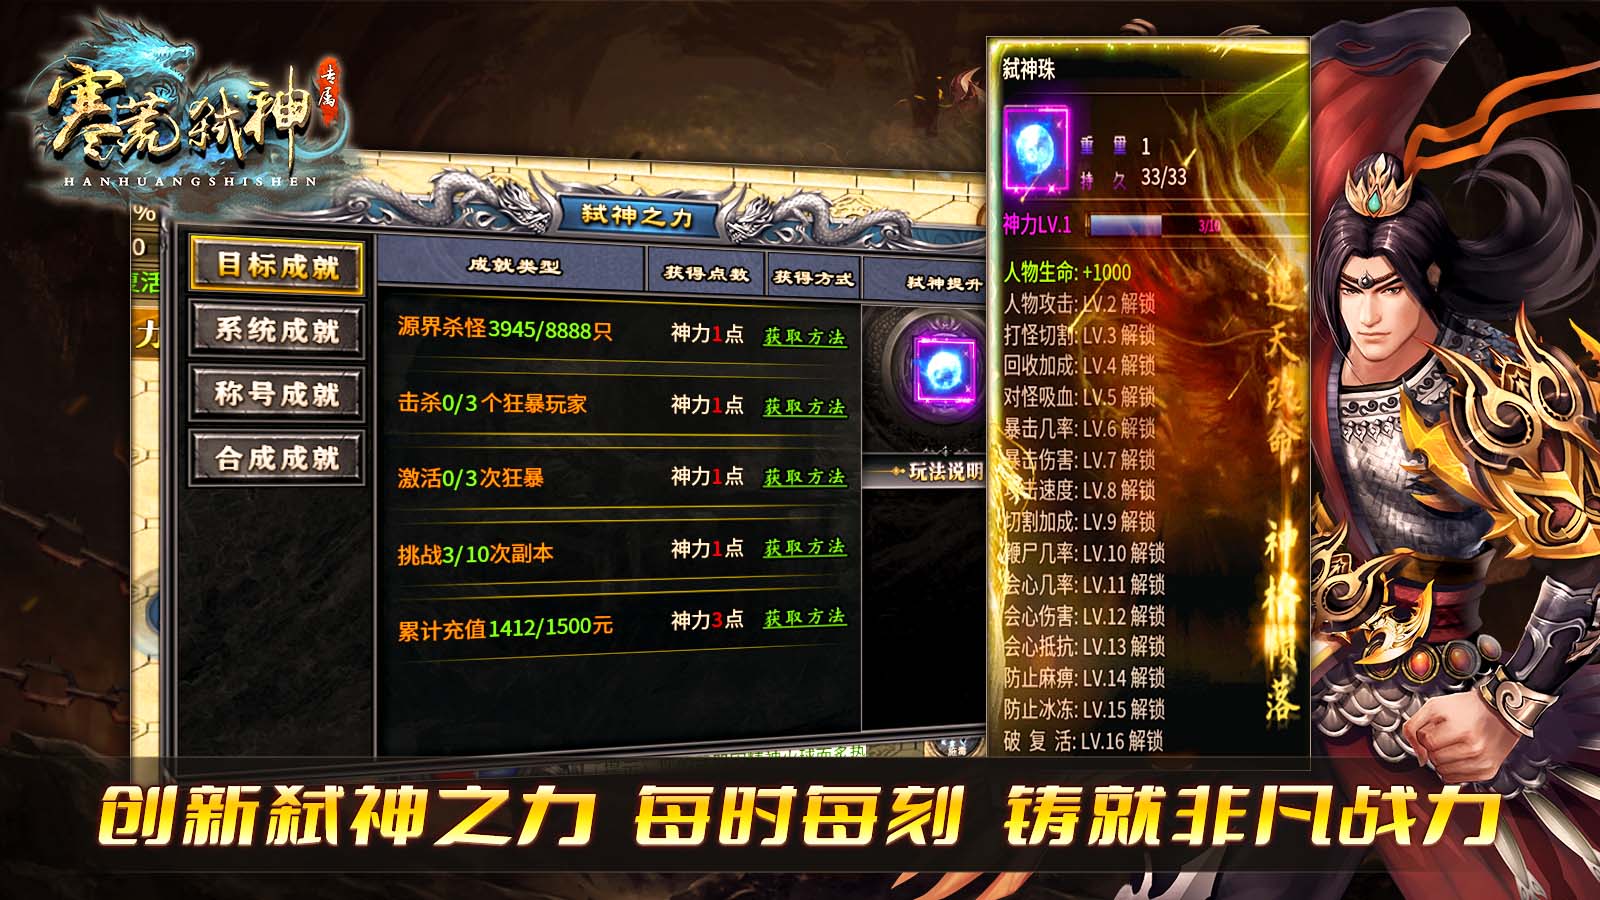 寒荒弑神
专属
HANHUANGSHISHEN
%
0
复活
力
弑神之力
目标成就
系统成就
称号成就
合成成就
成就类型 获得点数 获得方式 弑神提升
源界杀怪3945/8888只 神力1点 获取方法
击杀0/3个狂暴玩家 神力1点 获取方法
激活0/3次狂暴 神力1点 获取方法
挑战3/10次副本 神力1点 获取方法
累计充值1412/1500元 神力3点 获取方法
玩法说明
弑神珠
重 量 1
持 久 33/33
神力LV.1 3/10
人物生命: +1000
人物攻击: LV.2 解锁
打怪切割: LV.3 解锁
回收加成: LV.4 解锁
对怪吸血: LV.5 解锁
暴击几率: LV.6 解锁
暴击伤害: LV.7 解锁
攻击速度: LV.8 解锁
切割加成: LV.9 解锁
鞭尸几率: LV.10 解锁
会心几率: LV.11 解锁
会心伤害: LV.12 解锁
会心抵抗: LV.13 解锁
防止麻痹: LV.14 解锁
防止冰冻: LV.15 解锁
破 复 活: LV.16 解锁
逆天改命，神格陨落
创新弑神之力 每时每刻 铸就非凡战力